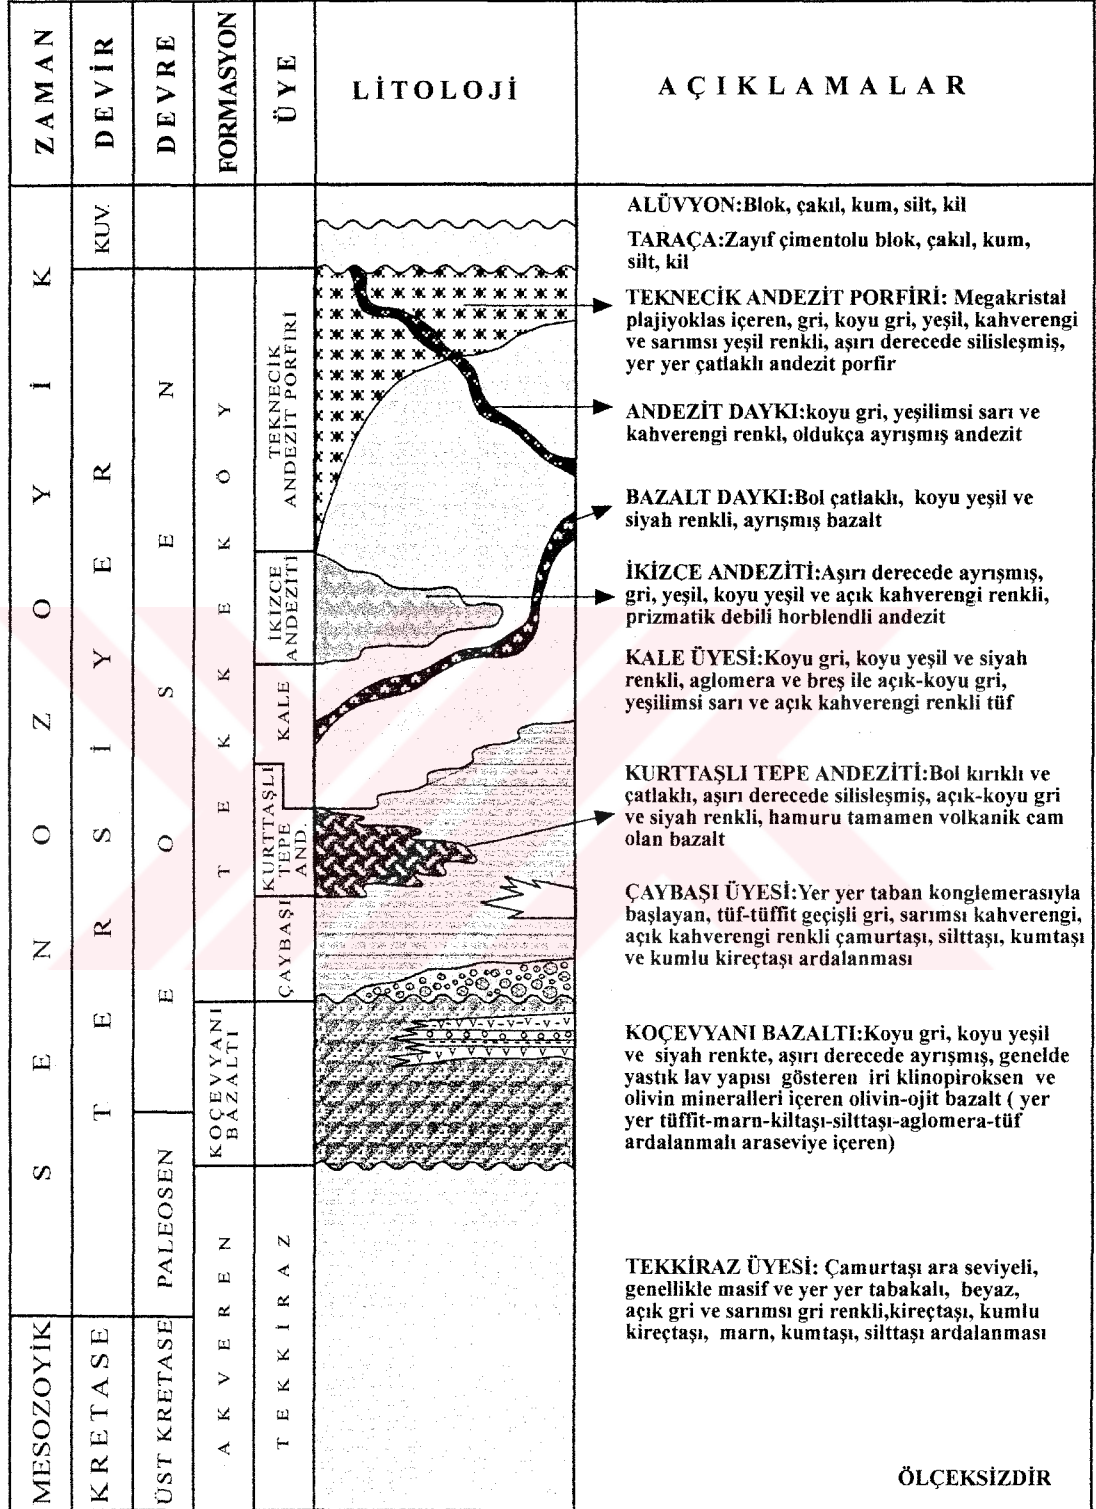 ZAMAN
DEVİR
DEVRE
FORMASYON
ÜYE
LİTOLOJİ
AÇIKLAMALAR
SENOZOYİK
MESOZOYİK
KUV.
TERSİYER
KRETASE
EOSEN
PALEOSEN
ÜST KRETASE
TEKKEKÖY
KOÇEVYANI
BAZALTI
AKVEREN
TEKNECİK
ANDEZİT PORFİRİ
İKİZCE
ANDEZİTİ
KALE
KURTTAŞLI
TEPE
AND.
ÇAYBAŞI
TEKKİRAZ
ALÜVYON:Blok, çakıl, kum, silt, kil
TARAÇA:Zayıf çimentolu blok, çakıl, kum,
silt, kil
TEKNECİK ANDEZİT PORFİRİ: Megakristal
plajiyoklas içeren, gri, koyu gri, yeşil, kahverengi
ve sarımsı yeşil renkli, aşırı derecede silisleşmiş,
yer yer çatlaklı andezit porfir
ANDEZİT DAYKI:koyu gri, yeşilimsi sarı ve
kahverengi renkl, oldukça ayrışmış andezit
BAZALT DAYKI:Bol çatlaklı, koyu yeşil ve
siyah renkli, ayrışmış bazalt
İKİZCE ANDEZİTİ:Aşırı derecede ayrışmış,
gri, yeşil, koyu yeşil ve açık kahverengi renkli,
prizmatik debili horblendli andezit
KALE ÜYESİ:Koyu gri, koyu yeşil ve siyah
renkli, aglomera ve breş ile açık-koyu gri,
yeşilimsi sarı ve açık kahverengi renkli tüf
KURTTAŞLI TEPE ANDEZİTİ:Bol kırıklı ve
çatlaklı, aşırı derecede silisleşmiş, açık-koyu gri
ve siyah renkli, hamuru tamamen volkanik cam
olan bazalt
ÇAYBAŞI ÜYESİ:Yer yer taban konglemerasıyla
başlayan, tüf-tüffit geçişli gri, sarımsı kahverengi,
açık kahverengi renkli çamurtaşı, silttaşı, kumtaşı
ve kumlu kireçtaşı ardalanması
KOÇEVYANI BAZALTI:Koyu gri, koyu yeşil
ve siyah renkte, aşırı derecede ayrışmış, genelde
yastık lav yapısı gösteren iri klinopiroksen ve
olivin mineralleri içeren olivin-ojit bazalt ( yer
yer tüffit-marn-kiltaşı-silttaşı-aglomera-tüf
ardalanmalı araseviye içeren)
TEKKİRAZ ÜYESİ: Çamurtaşı ara seviyeli,
genellikle masif ve yer yer tabakalı, beyaz,
açık gri ve sarımsı gri renkli,kireçtaşı, kumlu
kireçtaşı, marn, kumtaşı, silttaşı ardalanması
ÖLÇEKSİZDİR